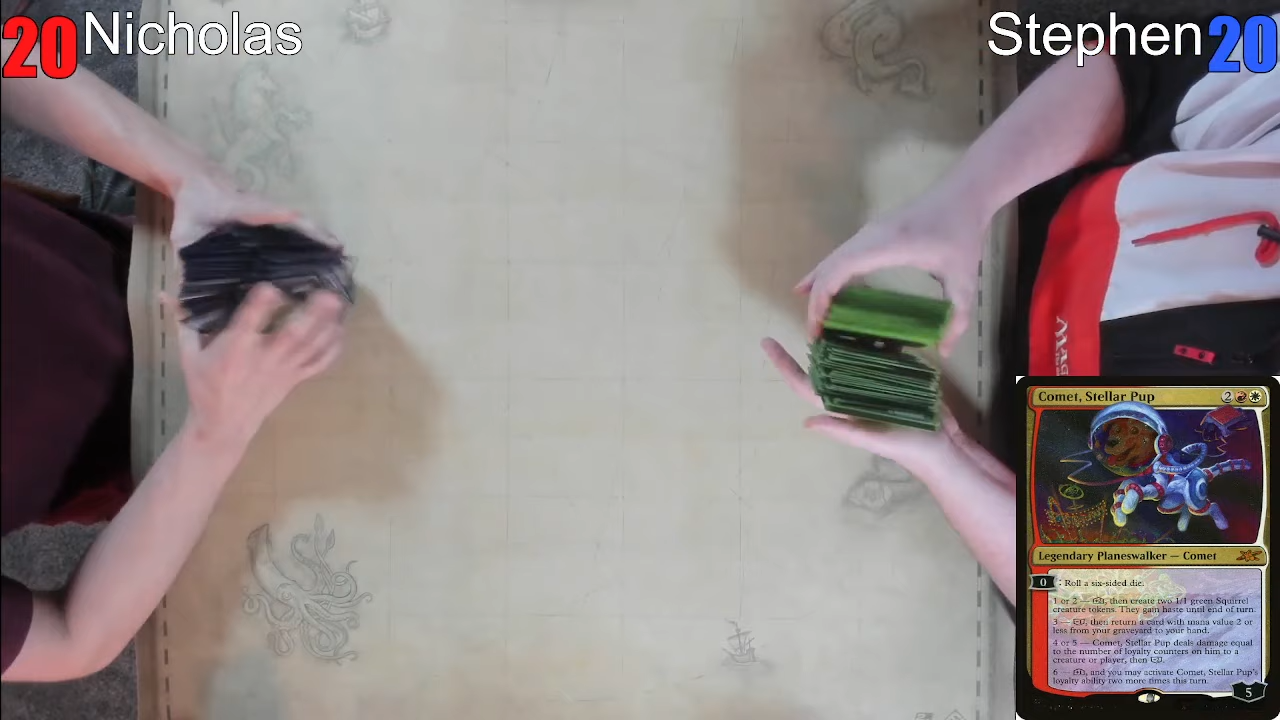 20 Nicholas
Stephen 20
Comet, Stellar Pup 2
Legendary Planeswalker — Comet
0 : Roll a six-sided die.
1 or 2 — , then create two 1/1 green Squirrel
creature tokens. They gain haste until end of turn.
3 — , then return a card with mana value 2 or
less from your graveyard to your hand.
4 or 5 — Comet, Stellar Pup deals damage equal
to the number of loyalty counters on him to a
creature or player, then
6 — , and you may activate Comet, Stellar Pup's
loyalty ability two more times this turn.
5